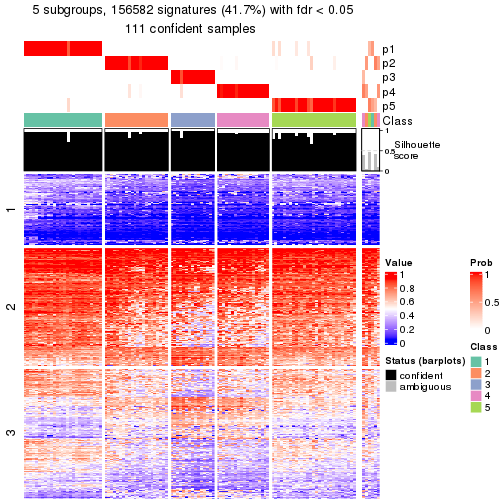 5 subgroups, 156582 signatures (41.7%) with fdr < 0.05
111 confident samples
p1
p2
p3
p4
p5
Class
1
0.5
0
Silhouette
score
1
2
3
Value
1
0.8
0.6
0.4
0.2
0
Status (barplots)
confident
ambiguous
Prob
1
0.5
0
Class
1
2
3
4
5